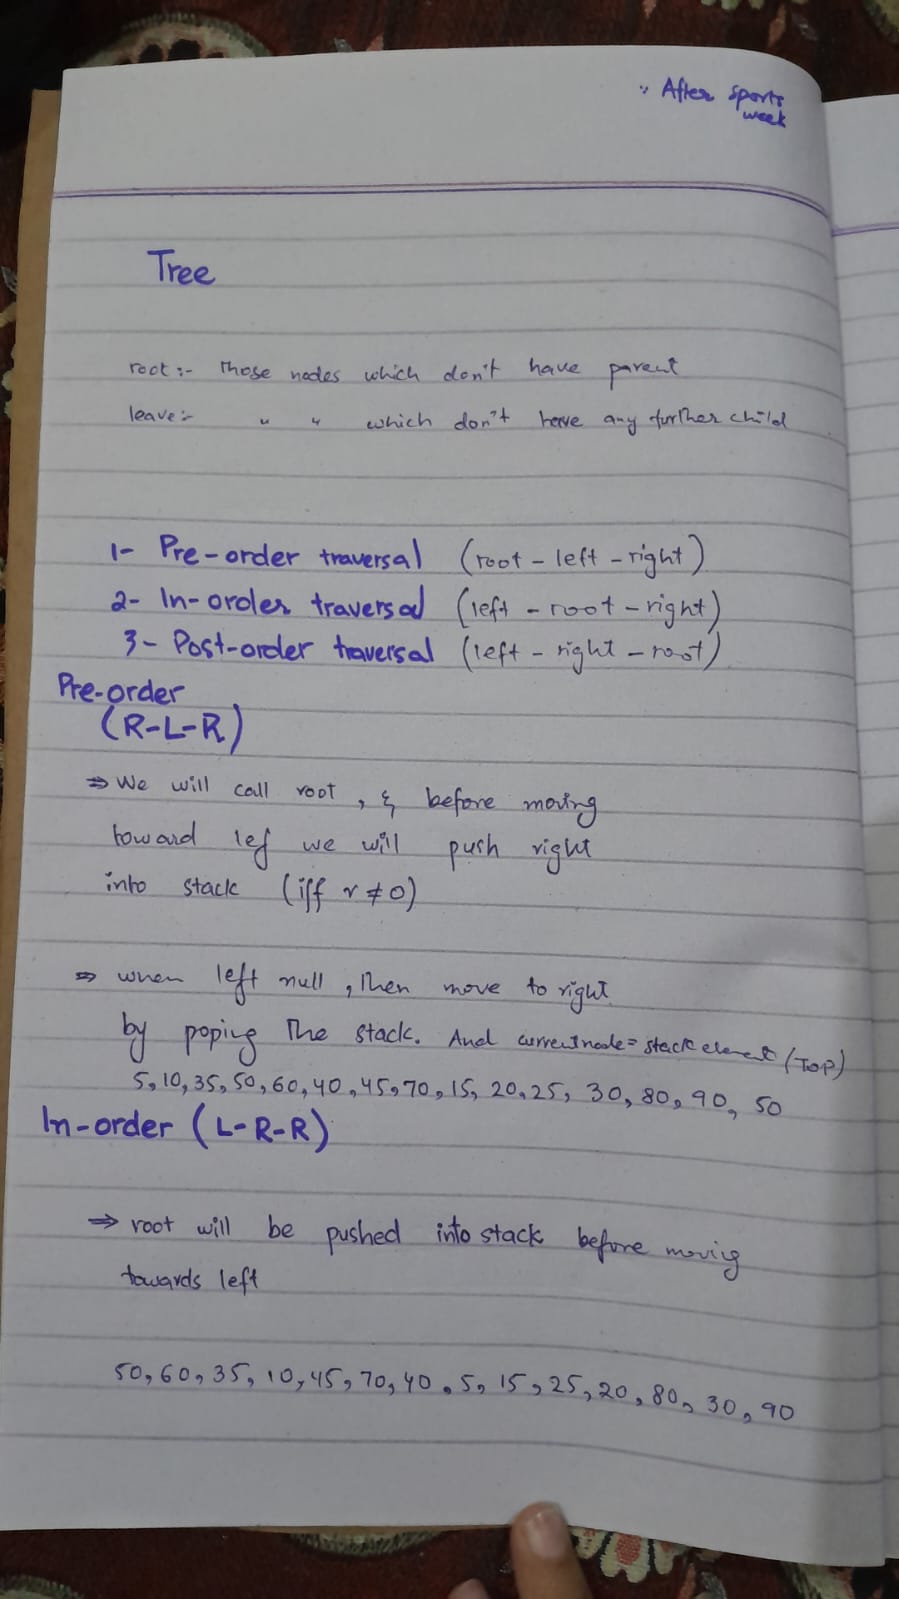 " After sports
week
Tree
root :- Those nodes which don't have parent
leave :- " " which don't have any further child
1- Pre-order traversal (root - left - right)
2- In-order traversal (left - root - right)
3- Post-order traversal (left - right - root)
Pre-order
(R-L-R)
⇒ We will call root, & before moving
toward lef we will push right
into stack (iff r ≠ 0)
⇒ when left null, then move to right
by poping The stack. And currentnode = stack element (TOP)
5, 10, 35, 50, 60, 40, 45, 70, 15, 20, 25, 30, 80, 90, 50
In-order (L-R-R)
⇒ root will be pushed into stack before moving
towards left
50, 60, 35, 10, 45, 70, 40, 5, 15, 25, 20, 80, 30, 90